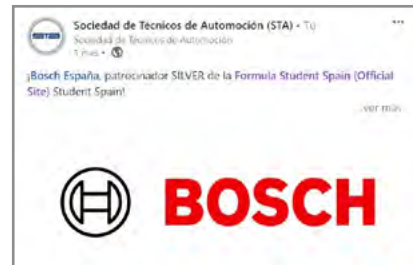 Sociedad de Técnicos de Automoción (STA) • Tú
Sociedad de Técnicos de Automoción
1 mes •
¡Bosch España, patrocinador SILVER de la Formula Student Spain (Official
Site) Student Spain!
...ver más
BOSCH